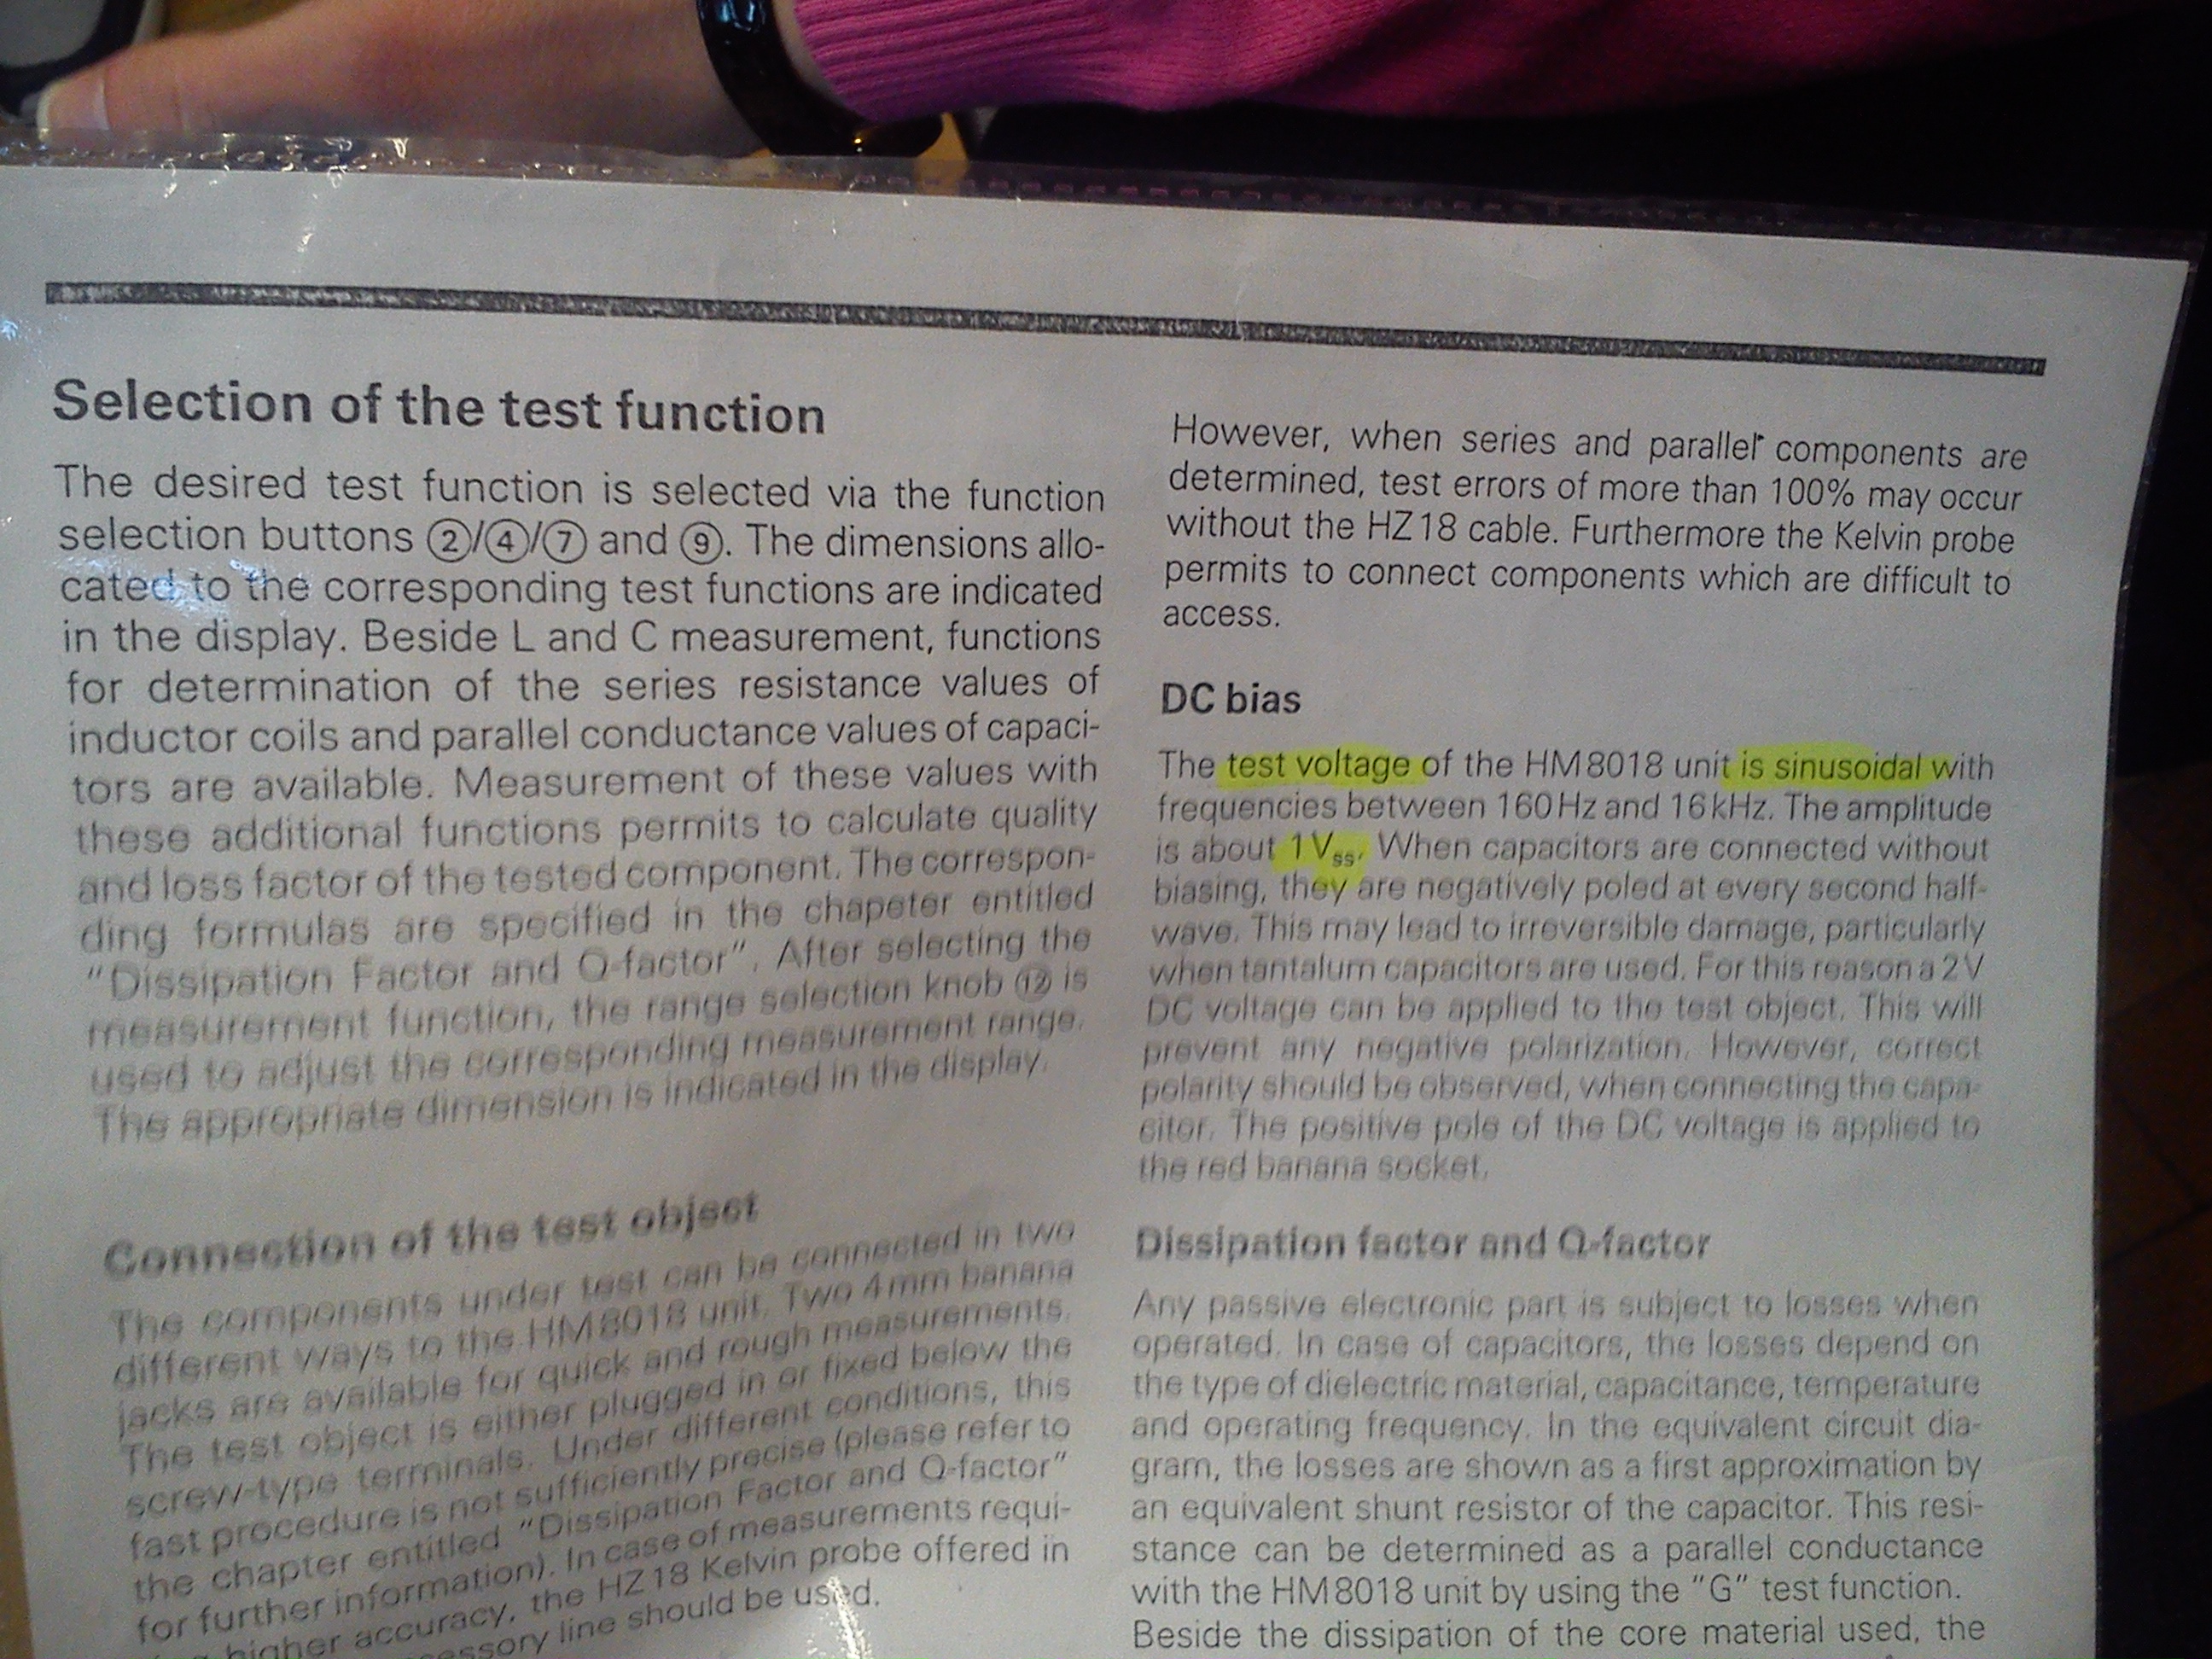 Selection of the test function
The desired test function is selected via the function
selection buttons ②/④/⑦ and ⑨. The dimensions allo-
cated to the corresponding test functions are indicated
in the display. Beside L and C measurement, functions
for determination of the series resistance values of
inductor coils and parallel conductance values of capaci-
tors are available. Measurement of these values with
these additional functions permits to calculate quality
and loss factor of the tested component. The correspon-
ding formulas are specified in the chapeter entitled
"Dissipation Factor and Q-factor". After selecting the
measurement function, the range selection knob ⑫ is
used to adjust the corresponding measurement range.
The appropriate dimension is indicated in the display.
Connection of the test object
The components under test can be connected in two
different ways to the HM8018 unit. Two 4mm banana
jacks are available for quick and rough measurements.
The test object is either plugged in or fixed below the
screw-type terminals. Under different conditions, this
fast procedure is not sufficiently precise (please refer to
the chapter entitled "Dissipation Factor and Q-factor"
for further information). In case of measurements requi-
higher accuracy, the HZ18 Kelvin probe offered in
line should be used.
However, when series and parallel components are
determined, test errors of more than 100% may occur
without the HZ18 cable. Furthermore the Kelvin probe
permits to connect components which are difficult to
access.
DC bias
The test voltage of the HM8018 unit is sinusoidal with
frequencies between 160Hz and 16kHz. The amplitude
is about 1Vss. When capacitors are connected without
biasing, they are negatively poled at every second half-
wave. This may lead to irreversible damage, particularly
when tantalum capacitors are used. For this reason a 2V
DC voltage can be applied to the test object. This will
prevent any negative polarization. However, correct
polarity should be observed, when connecting the capa-
citor. The positive pole of the DC voltage is applied to
the red banana socket.
Dissipation factor and Q-factor
Any passive electronic part is subject to losses when
operated. In case of capacitors, the losses depend on
the type of dielectric material, capacitance, temperature
and operating frequency. In the equivalent circuit dia-
gram, the losses are shown as a first approximation by
an equivalent shunt resistor of the capacitor. This resi-
stance can be determined as a parallel conductance
with the HM8018 unit by using the "G" test function.
Beside the dissipation of the core material used, the